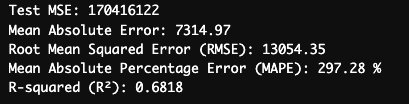 Test MSE: 170416122
Mean Absolute Error: 7314.97
Root Mean Squared Error (RMSE): 13054.35
Mean Absolute Percentage Error (MAPE): 297.28 %
R-squared (R²): 0.6818